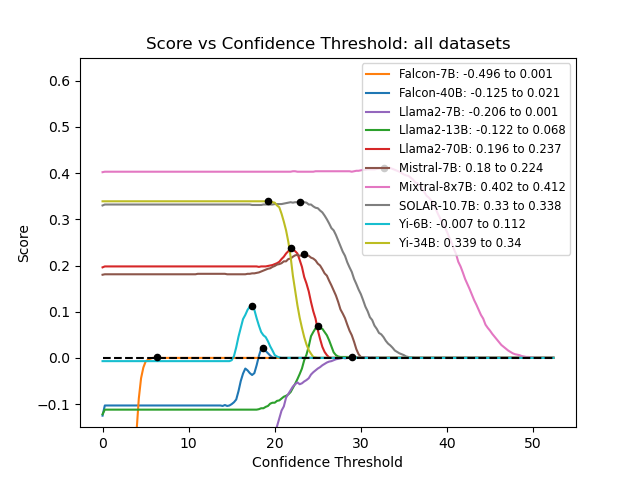 Score vs Confidence Threshold: all datasets
Falcon-7B: -0.496 to 0.001
Falcon-40B: -0.125 to 0.021
Llama2-7B: -0.206 to 0.001
Llama2-13B: -0.122 to 0.068
Llama2-70B: 0.196 to 0.237
Mistral-7B: 0.18 to 0.224
Mixtral-8x7B: 0.402 to 0.412
SOLAR-10.7B: 0.33 to 0.338
Yi-6B: -0.007 to 0.112
Yi-34B: 0.339 to 0.34
Score
0.6
0.5
0.4
0.3
0.2
0.1
0.0
−0.1
0 10 20 30 40 50
Confidence Threshold